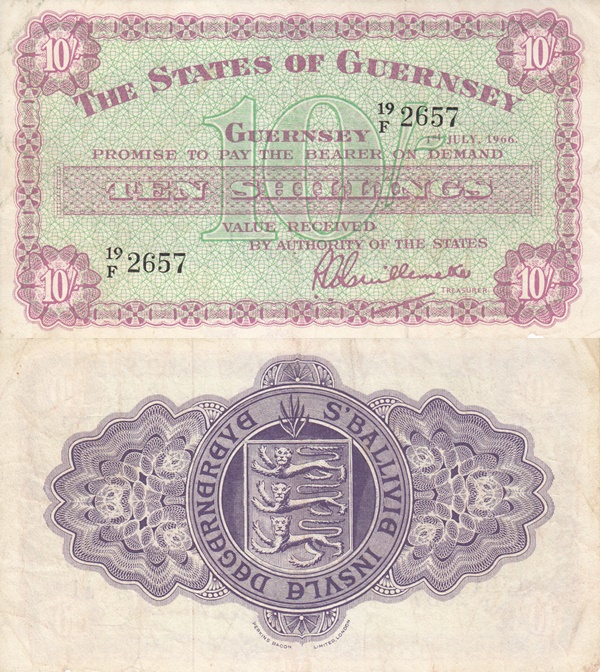 10/- 10/-
THE STATES OF GUERNSEY
10/-
19/F 2657
GUERNSEY 1ST JULY, 1966.
PROMISE TO PAY THE BEARER ON DEMAND
TEN SHILLINGS
VALUE RECEIVED
BY AUTHORITY OF THE STATES
19/F 2657
TREASURER.
10/- 10/-
S'BALLIVIE INSVLE DEGERNEREYE
PERKINS BACON LIMITED. LONDON